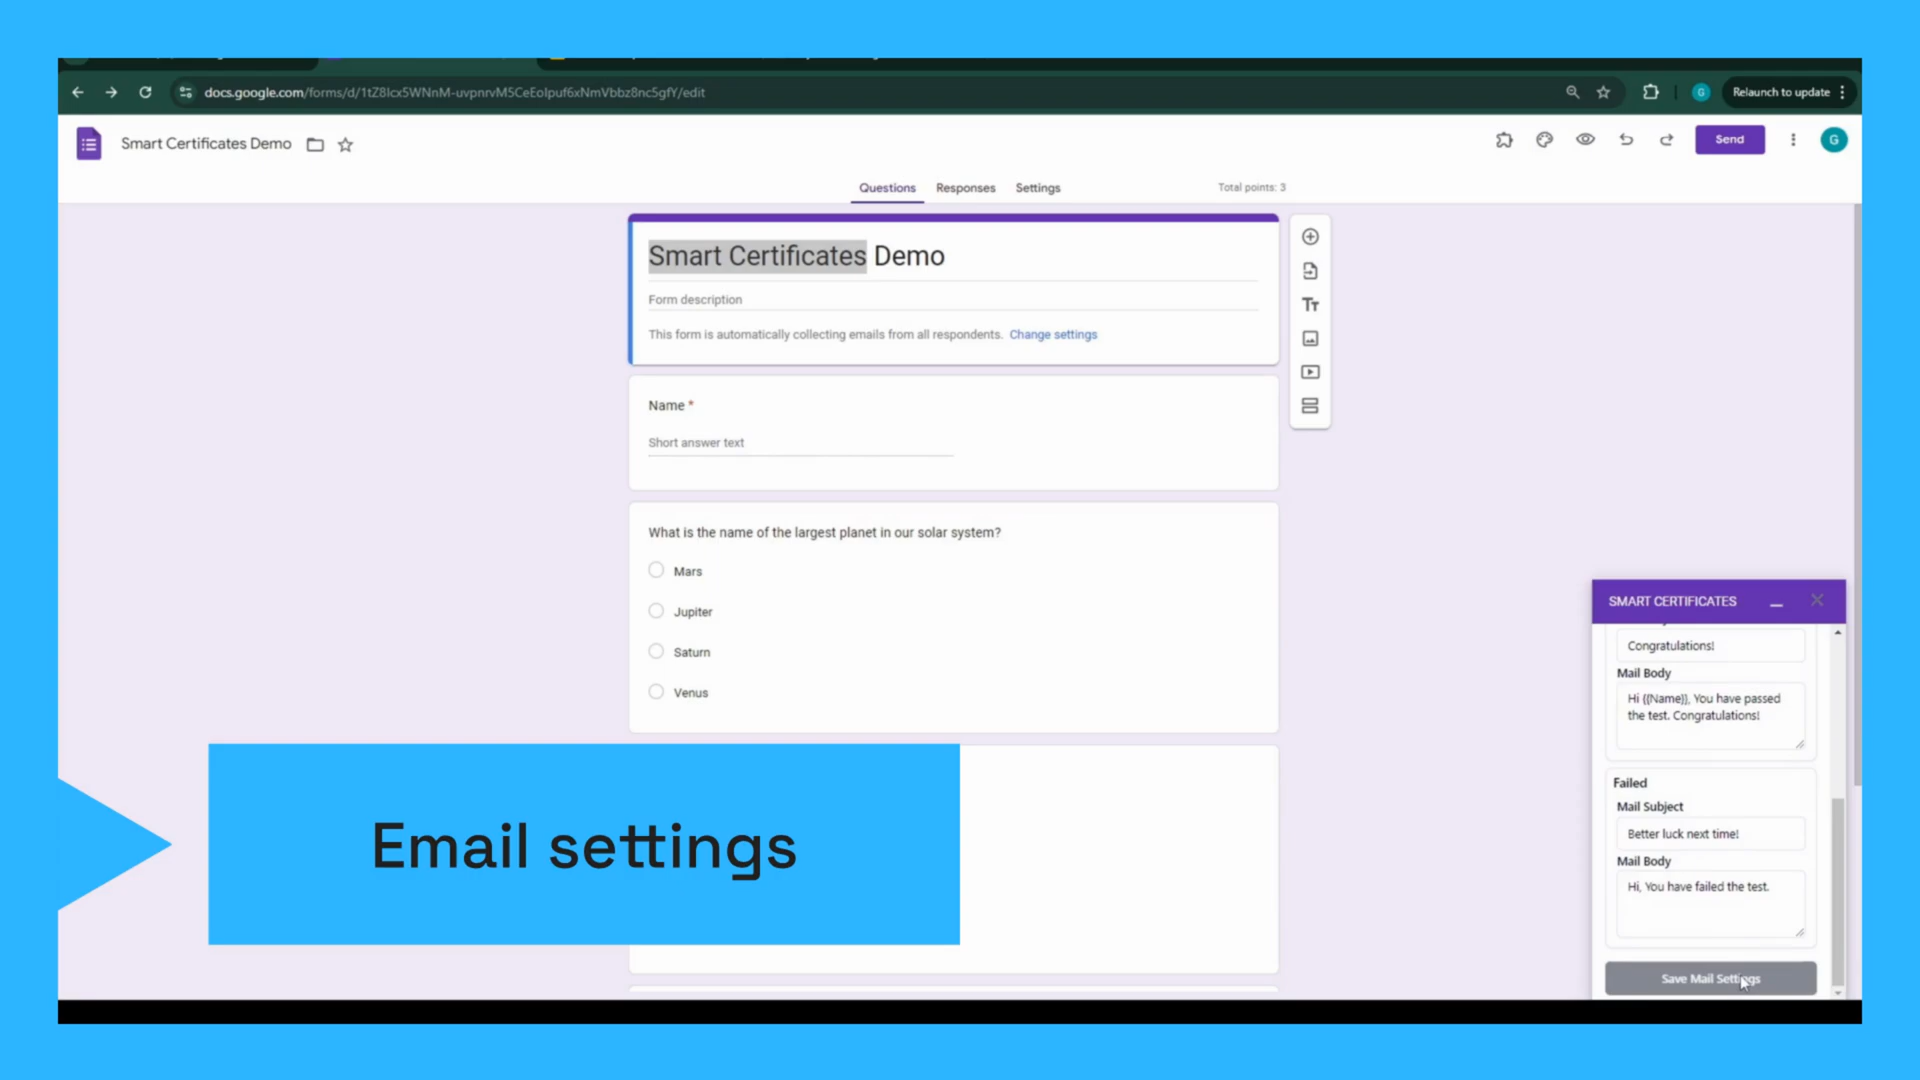 docs.google.com/forms/d/1tZ8lcx5WNnM-uvpnrvM5CeEolpuf6xNmVbbz8nc5gfY/edit
Relaunch to update
G
Smart Certificates Demo
Send
G
Questions
Responses
Settings
Total points: 3
Smart Certificates Demo
Form description
This form is automatically collecting emails from all respondents. Change settings
Name *
Short answer text
What is the name of the largest planet in our solar system?
Mars
Jupiter
Saturn
Venus
Email settings
SMART CERTIFICATES
Congratulations!
Mail Body
Hi {{Name}}, You have passed
the test. Congratulations!
Failed
Mail Subject
Better luck next time!
Mail Body
Hi, You have failed the test.
Save Mail Settings